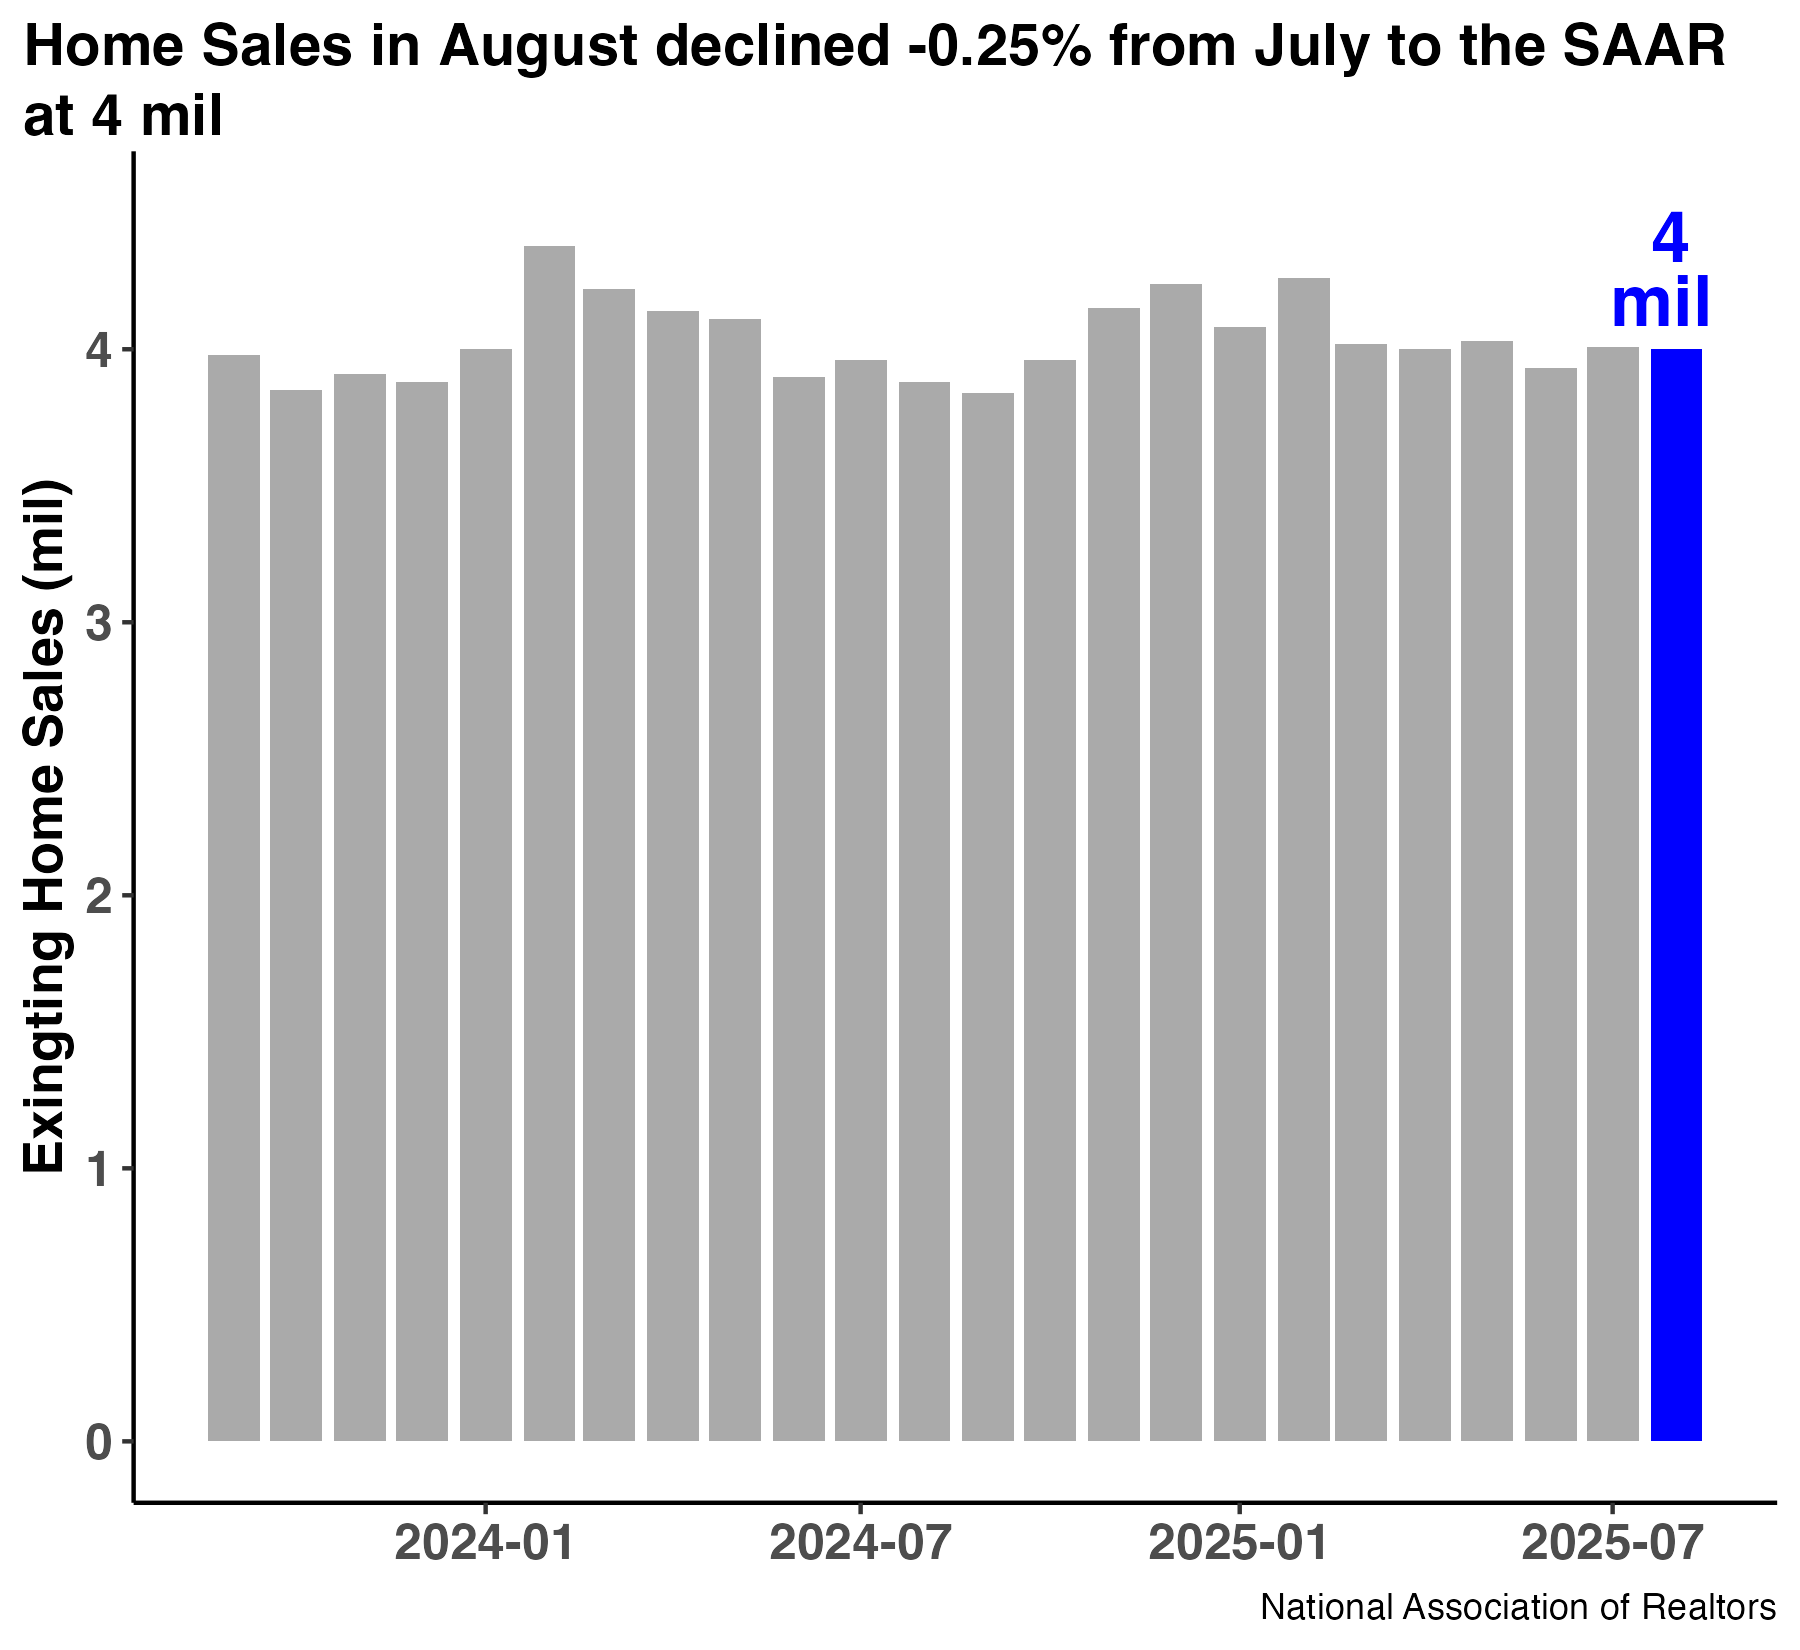 Home Sales in August declined -0.25% from July to the SAAR
at 4 mil
4
mil
Exingting Home Sales (mil)
4
3
2
1
0
2024-01
2024-07
2025-01
2025-07
National Association of Realtors